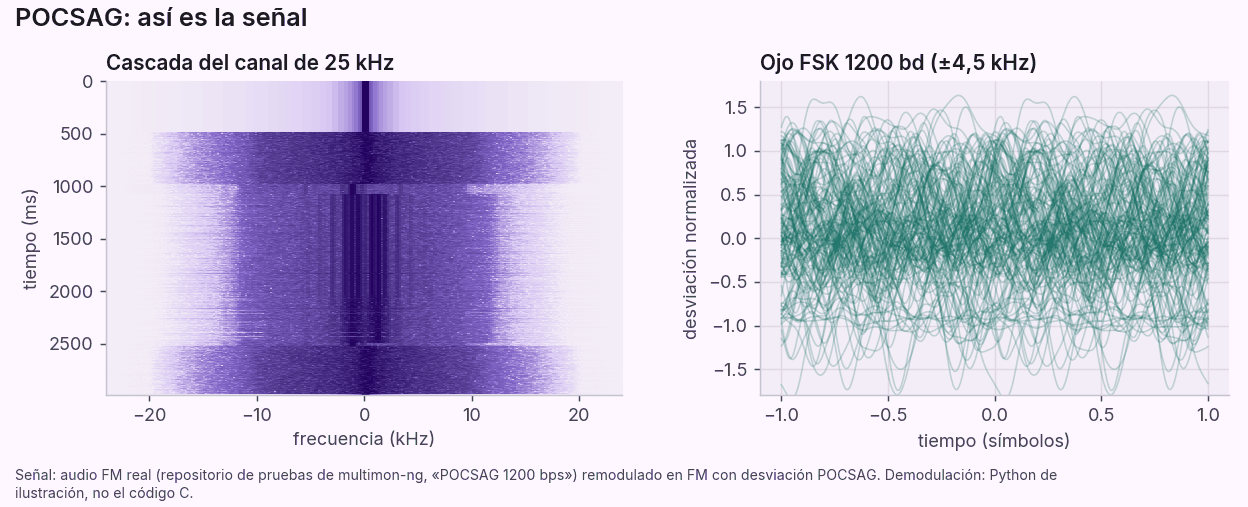 POCSAG: así es la señal
Cascada del canal de 25 kHz
0
500
1000
1500
2000
2500
tiempo (ms)
−20
−10
0
10
20
frecuencia (kHz)
Ojo FSK 1200 bd (±4,5 kHz)
1.5
1.0
0.5
0.0
−0.5
−1.0
−1.5
desviación normalizada
−1.0
−0.5
0.0
0.5
1.0
tiempo (símbolos)
Señal: audio FM real (repositorio de pruebas de multimon-ng, «POCSAG 1200 bps») remodulado en FM con desviación POCSAG. Demodulación: Python de
ilustración, no el código C.